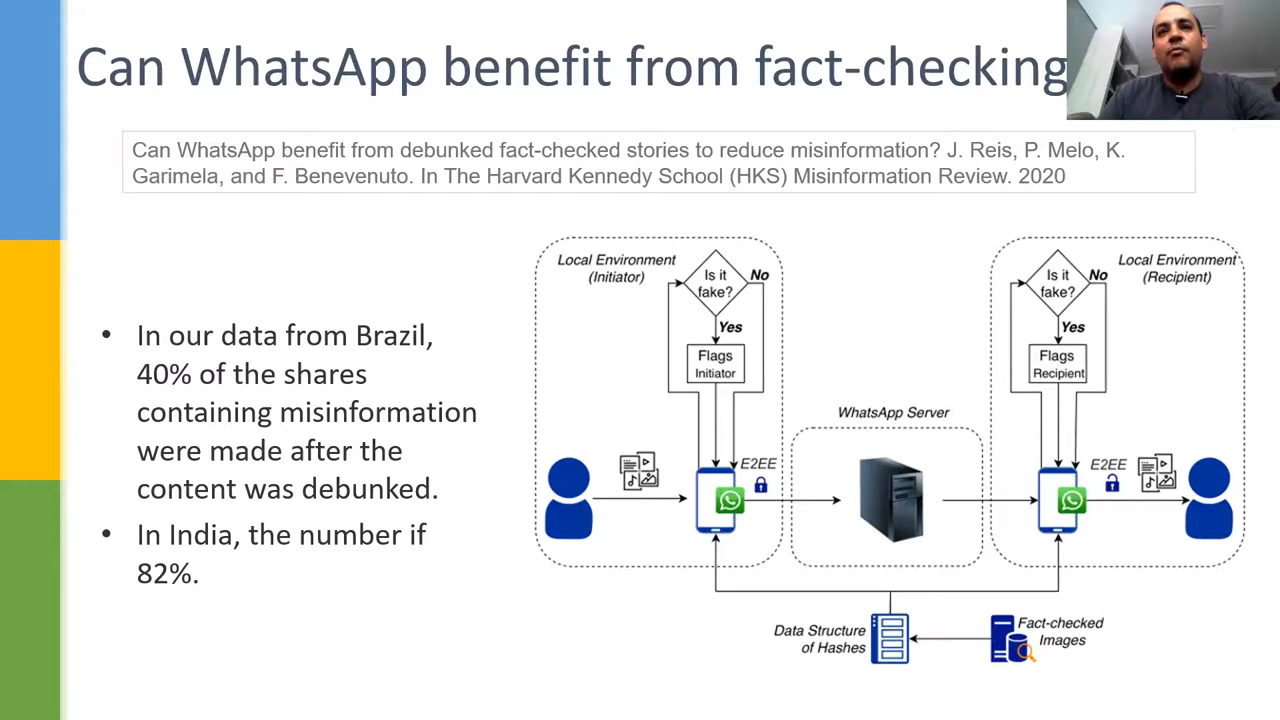 Can WhatsApp benefit from fact-checking
Can WhatsApp benefit from debunked fact-checked stories to reduce misinformation? J. Reis, P. Melo, K.
Garimela, and F. Benevenuto. In The Harvard Kennedy School (HKS) Misinformation Review. 2020
• In our data from Brazil,
40% of the shares
containing misinformation
were made after the
content was debunked.
• In India, the number if
82%.
Local Environment
(Initiator)
Is it
fake?
No
Yes
Flags
Initiator
E2EE
WhatsApp Server
Local Environment
(Recipient)
Is it
fake?
No
Yes
Flags
Recipient
E2EE
Data Structure
of Hashes
Fact-checked
Images